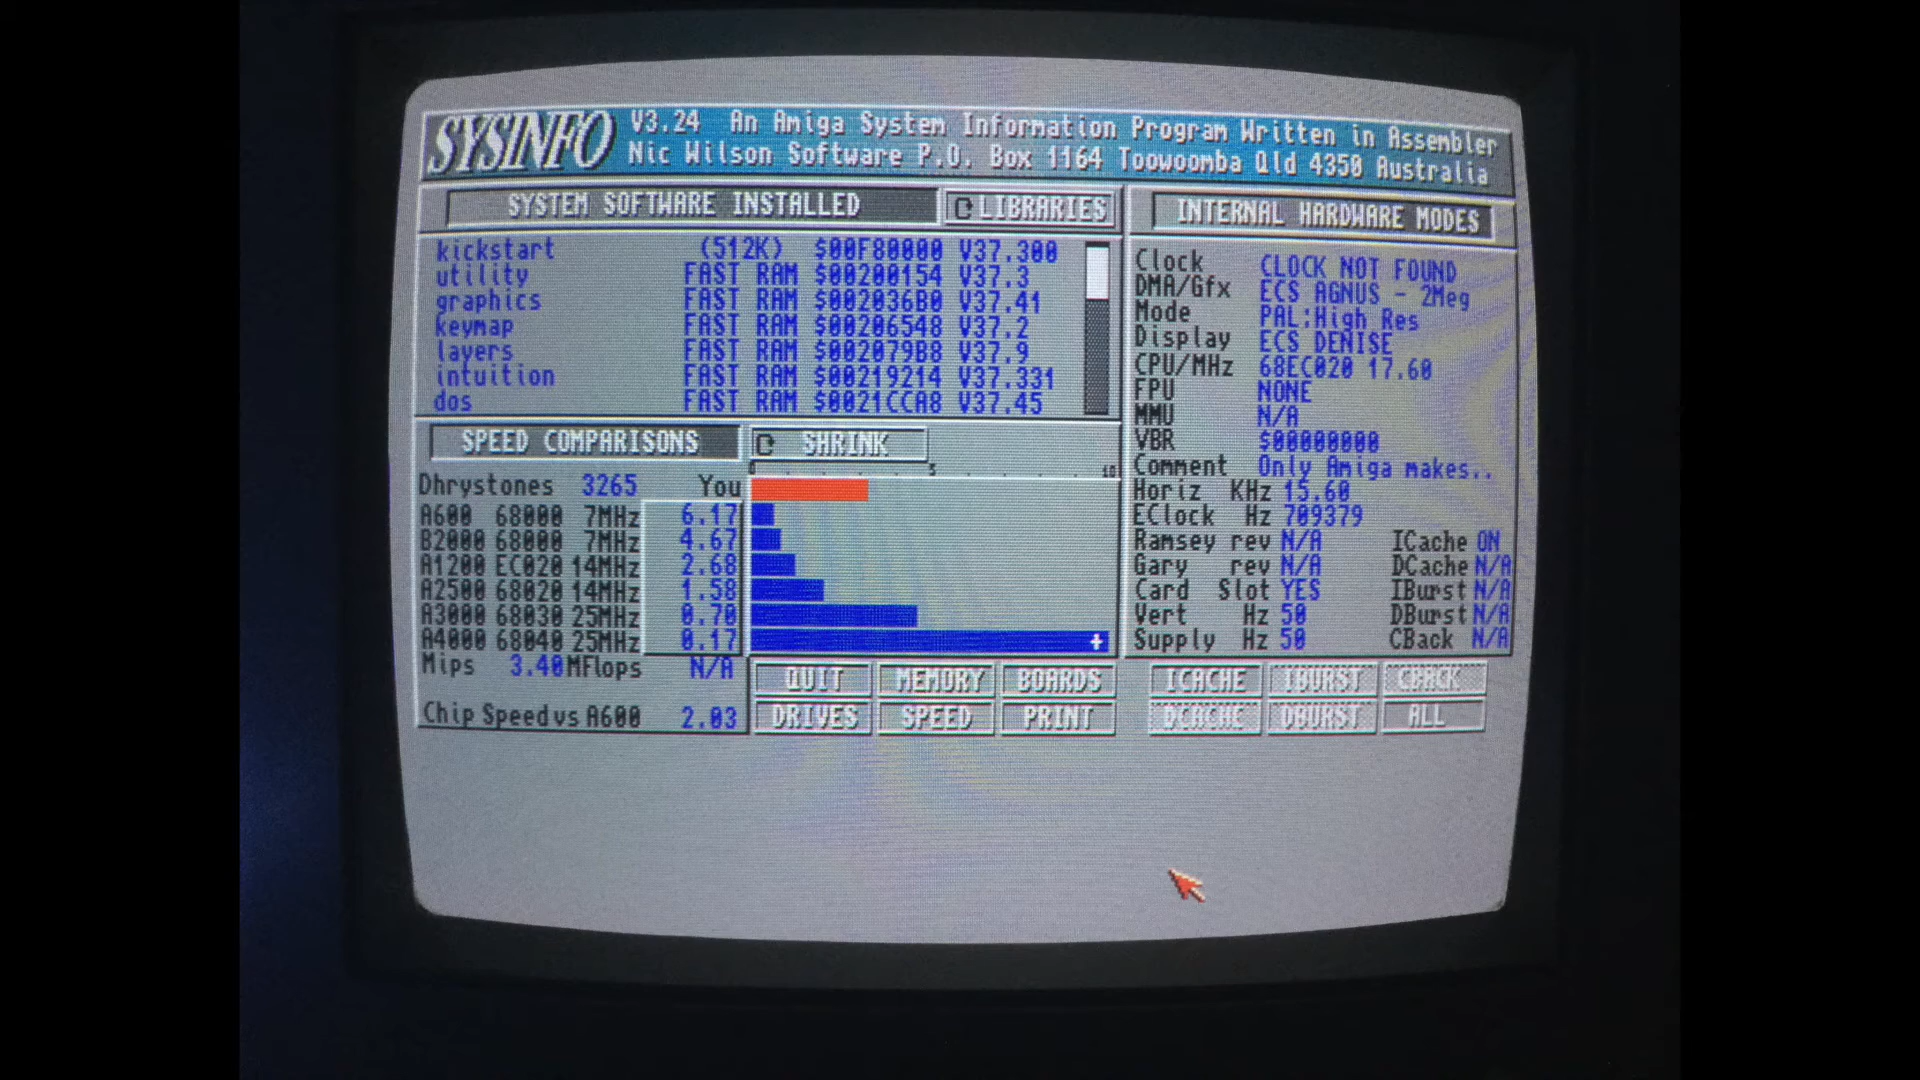 SYSINFO V3.24 An Amiga System Information Program Written in Assembler
Nic Wilson Software P.O. Box 1164 Toowoomba Qld 4350 Australia
SYSTEM SOFTWARE INSTALLED
LIBRARIES
kickstart (512K) $00F80000 V37.300
utility FAST RAM $00200154 V37.3
graphics FAST RAM $002036B0 V37.41
keymap FAST RAM $00206548 V37.2
layers FAST RAM $002079B8 V37.9
intuition FAST RAM $00219214 V37.331
dos FAST RAM $0021CCA8 V37.45
INTERNAL HARDWARE MODES
Clock CLOCK NOT FOUND
DMA/Gfx ECS AGNUS - 2Meg
Mode PAL:High Res
Display ECS DENISE
CPU/MHz 68EC020 17.60
FPU NONE
MMU N/A
VBR $00000000
Comment Only Amiga makes..
Horiz KHz 15.60
EClock Hz 709379
Ramsey rev N/A ICache ON
Gary rev N/A DCache N/A
Card Slot YES IBurst N/A
Vert Hz 50 DBurst N/A
Supply Hz 50 CBack N/A
SPEED COMPARISONS
SHRINK
5 10
Dhrystones 3265 You
A600 68000 7MHz 6.17
B2000 68000 7MHz 4.67
A1200 EC020 14MHz 2.68
A2500 68020 14MHz 1.58
A3000 68030 25MHz 0.70
A4000 68040 25MHz 0.17 +
Mips 3.40 MFlops N/A
Chip Speed vs A600 2.03
QUIT MEMORY BOARDS
DRIVES SPEED PRINT
ICACHE IBURST CBACK
DCACHE DBURST ALL